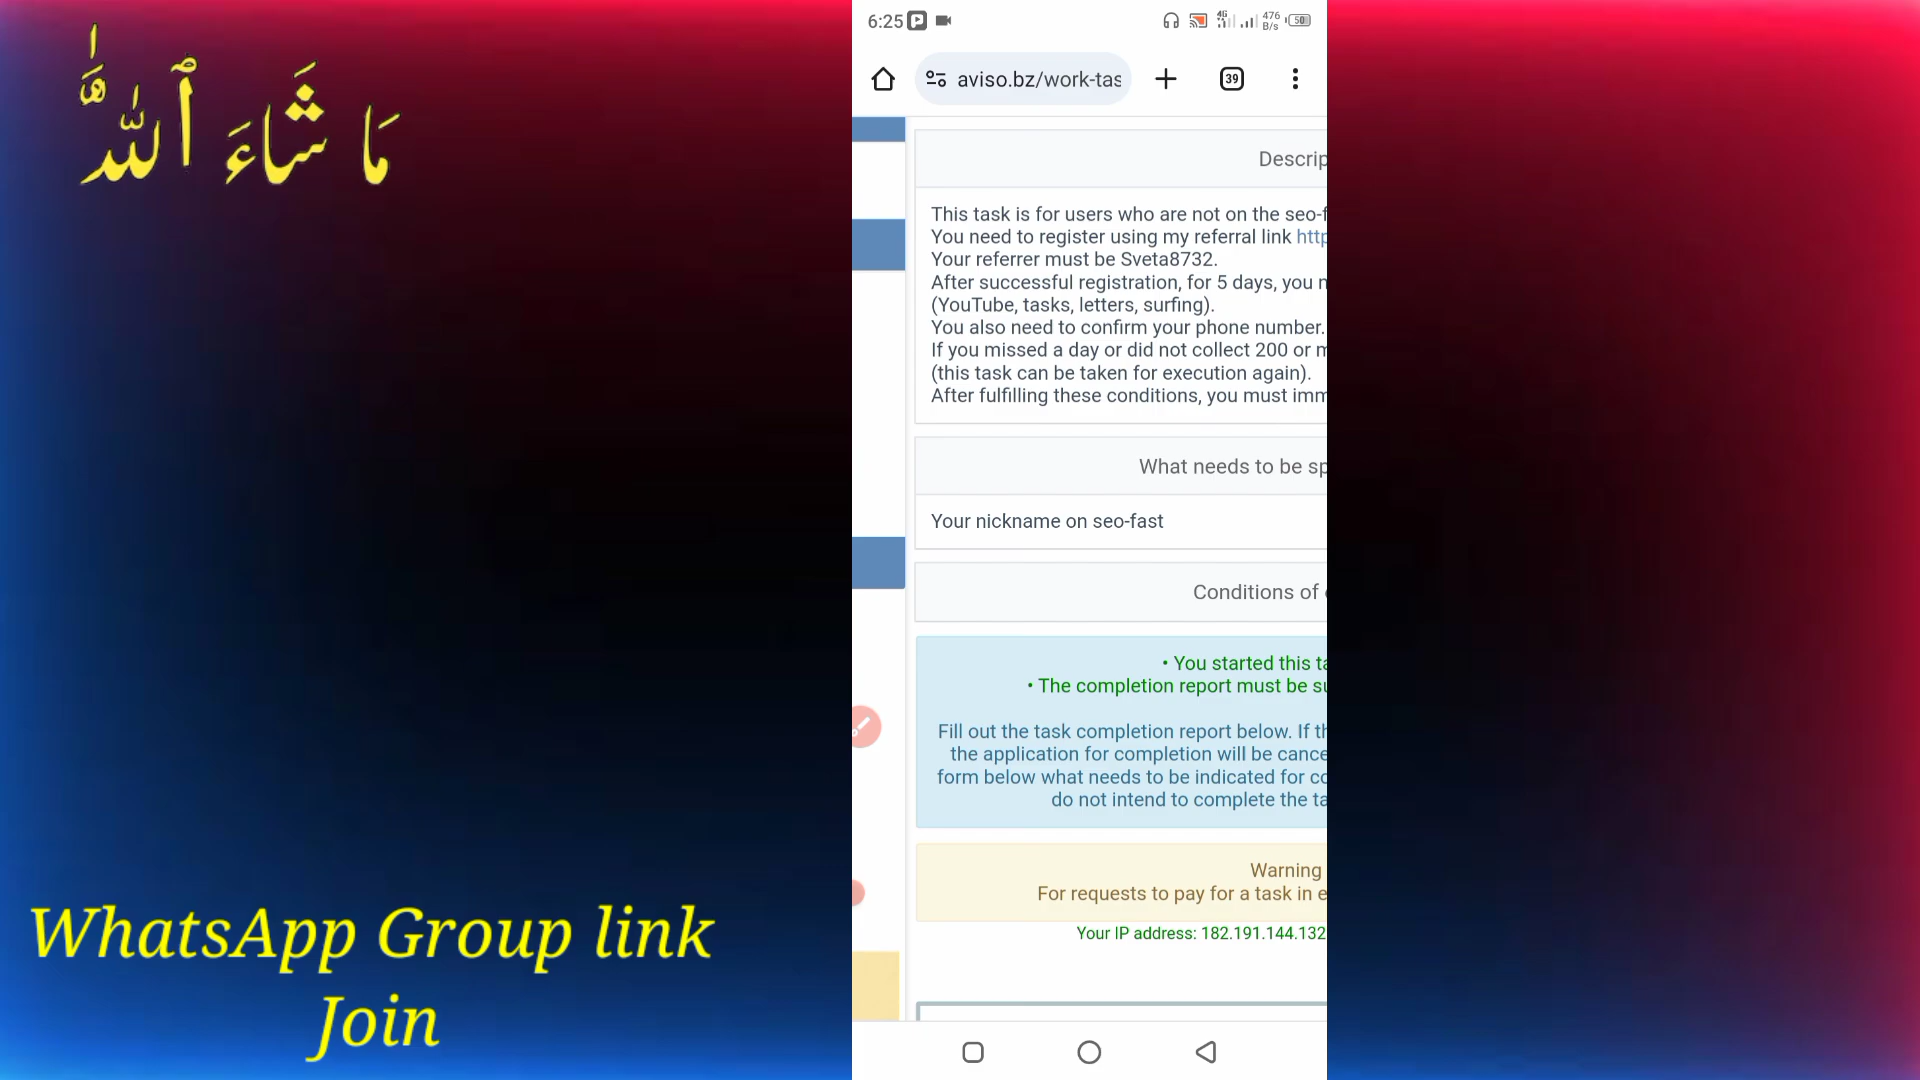 مَا شَاءَ ٱللَّٰهُ
WhatsApp Group link
Join
6:25
4G
476
B/s
50
aviso.bz/work-tas
39
Descrip
This task is for users who are not on the seo-f
You need to register using my referral link http
Your referrer must be Sveta8732.
After successful registration, for 5 days, you
(YouTube, tasks, letters, surfing).
You also need to confirm your phone number.
If you missed a day or did not collect 200 or
(this task can be taken for execution again).
After fulfilling these conditions, you must imm
What needs to be sp
Your nickname on seo-fast
Conditions of
• You started this ta
• The completion report must be su
Fill out the task completion report below. If th
the application for completion will be cance
form below what needs to be indicated for co
do not intend to complete the ta
Warning
For requests to pay for a task in e
Your IP address: 182.191.144.132